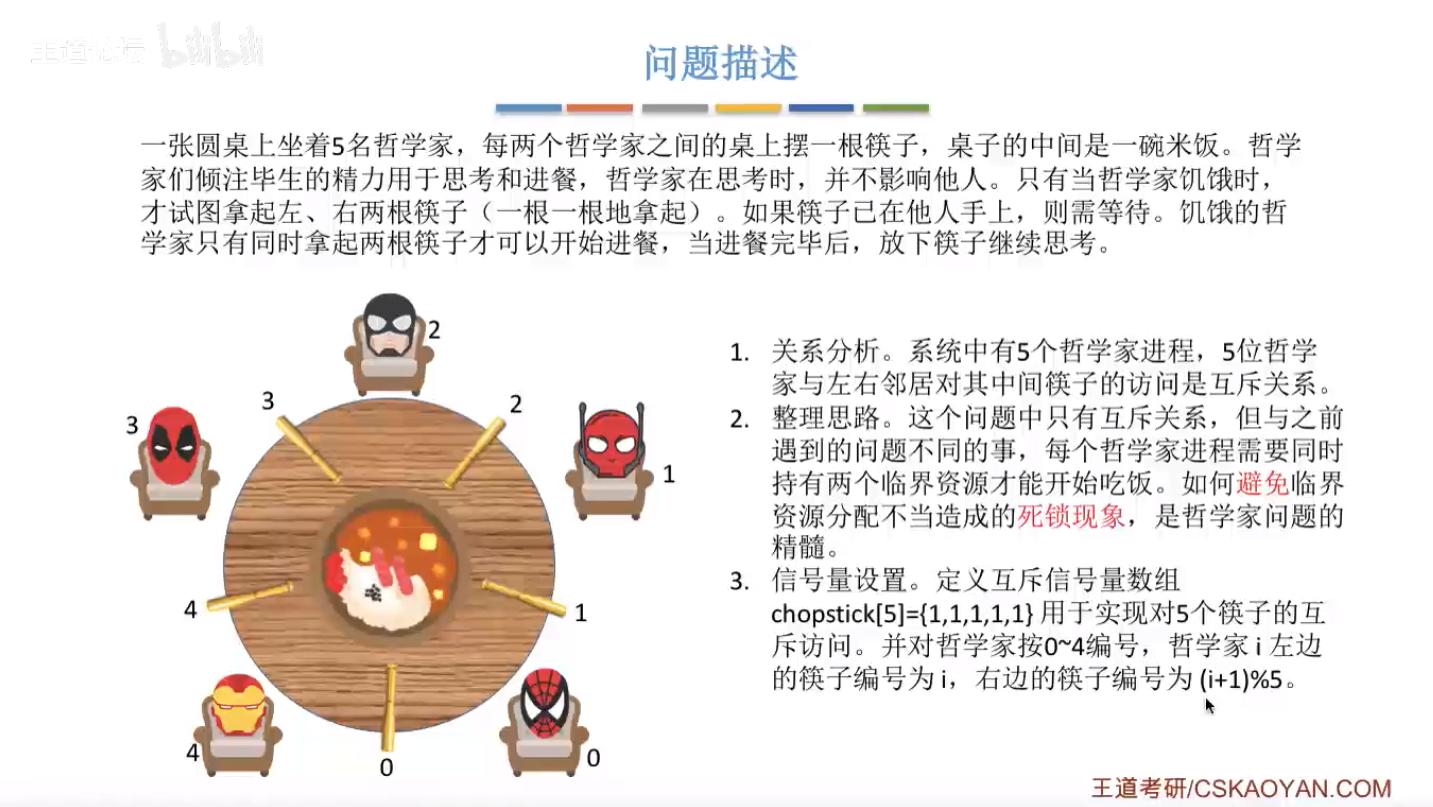 王道论坛 bilibili
问题描述
一张圆桌上坐着5名哲学家，每两个哲学家之间的桌上摆一根筷子，桌子的中间是一碗米饭。哲学
家们倾注毕生的精力用于思考和进餐，哲学家在思考时，并不影响他人。只有当哲学家饥饿时，
才试图拿起左、右两根筷子（一根一根地拿起）。如果筷子已在他人手上，则需等待。饥饿的哲
学家只有同时拿起两根筷子才可以开始进餐，当进餐完毕后，放下筷子继续思考。
2
3
2
3
1
4
1
4
0
0
1. 关系分析。系统中有5个哲学家进程，5位哲学
家与左右邻居对其中间筷子的访问是互斥关系。
2. 整理思路。这个问题中只有互斥关系，但与之前
遇到的问题不同的事，每个哲学家进程需要同时
持有两个临界资源才能开始吃饭。如何避免临界
资源分配不当造成的死锁现象，是哲学家问题的
精髓。
3. 信号量设置。定义互斥信号量数组
chopstick[5]={1,1,1,1,1} 用于实现对5个筷子的互
斥访问。并对哲学家按0~4编号，哲学家 i 左边
的筷子编号为 i，右边的筷子编号为 (i+1)%5。
王道考研/CSKAOYAN.COM